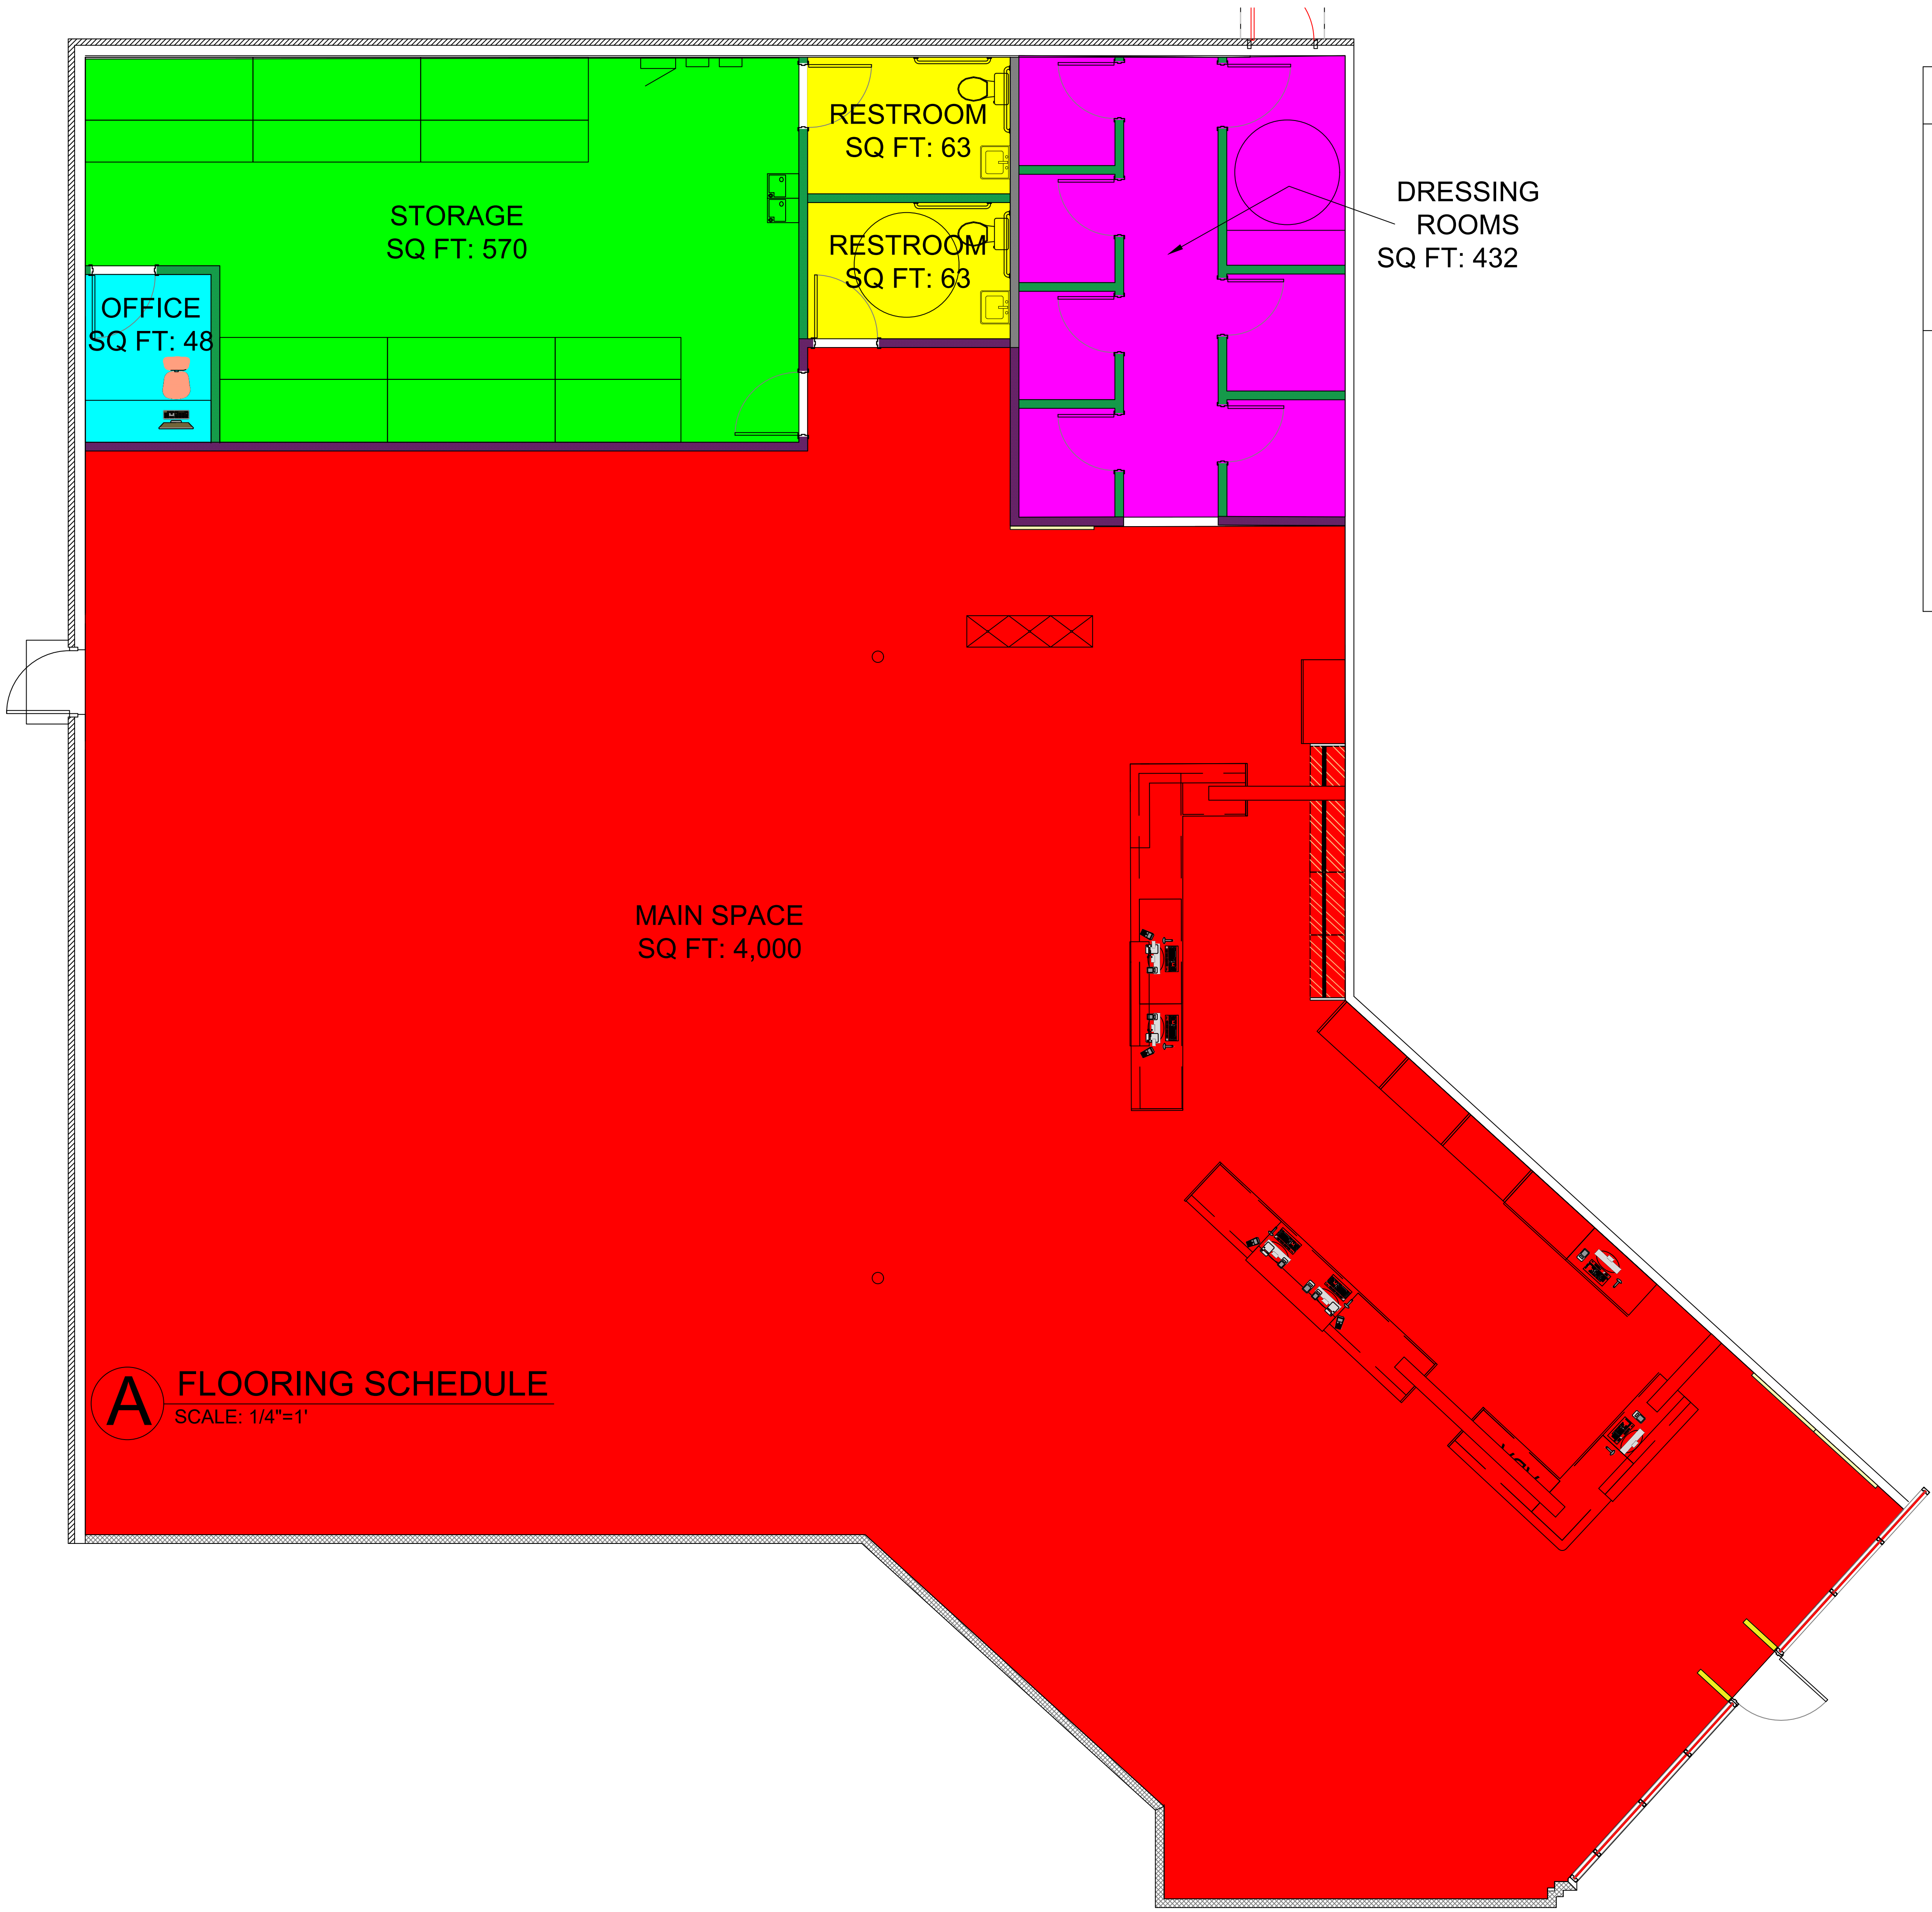 RESTROOM
SQ FT: 63
STORAGE
SQ FT: 570
RESTROOM
SQ FT: 63
DRESSING
ROOMS
SQ FT: 432
OFFICE
SQ FT: 48
MAIN SPACE
SQ FT: 4,000
A
FLOORING SCHEDULE
SCALE: 1/4"=1'